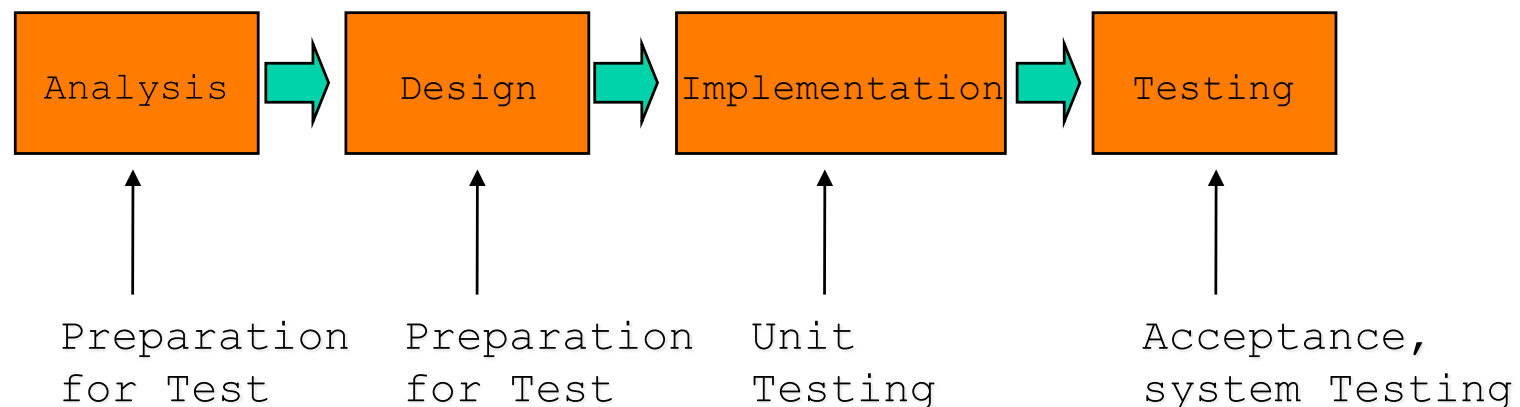 Analysis
Design
Implementation
Testing
Preparation
for Test
Preparation
for Test
Unit
Testing
Acceptance,
system Testing